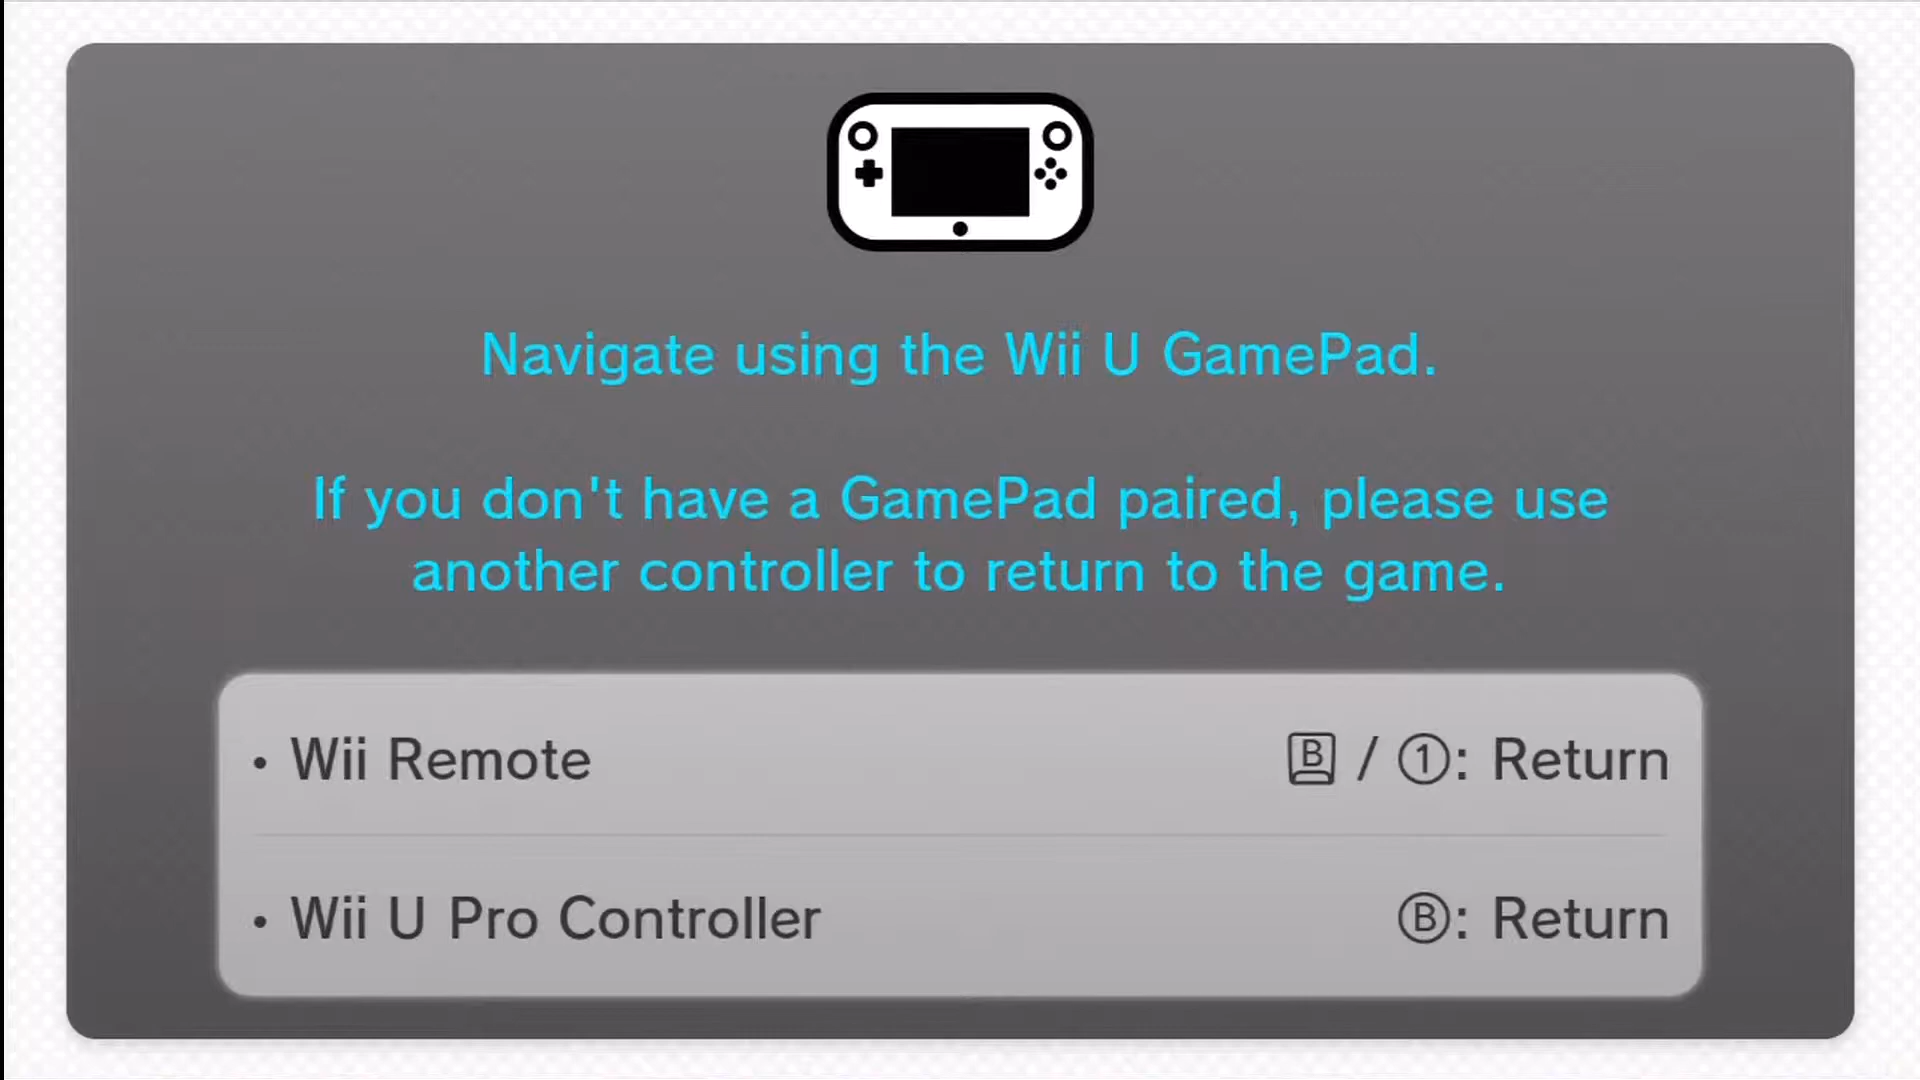 Navigate using the Wii U GamePad.
If you don't have a GamePad paired, please use
another controller to return to the game.
• Wii Remote B / ①: Return
• Wii U Pro Controller Ⓑ: Return